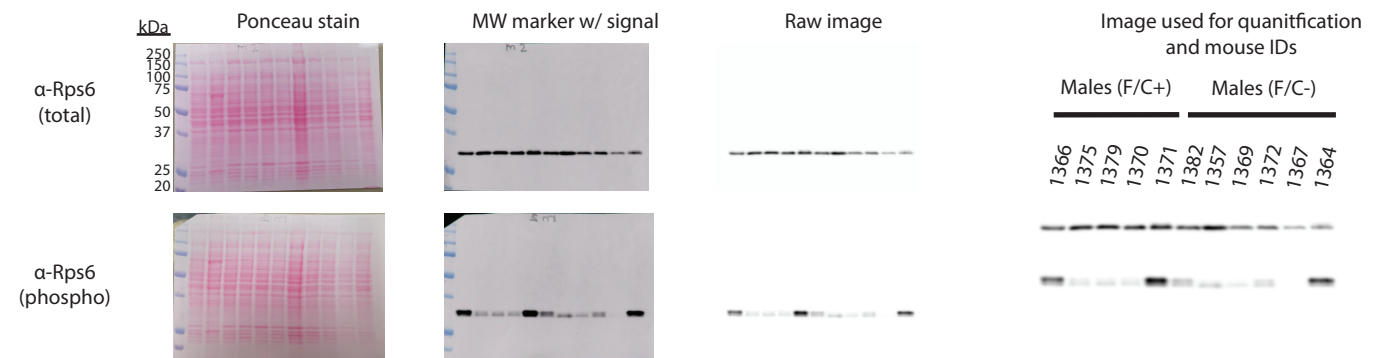 kDa
Ponceau stain
MW marker w/ signal
Raw image
Image used for quanitfication
and mouse IDs
α-Rps6
(total)
250
150
100
75
50
37
25
20
m 2
m 2
Males (F/C+)
Males (F/C-)
1366
1375
1379
1370
1371
1382
1357
1369
1372
1367
1364
α-Rps6
(phospho)